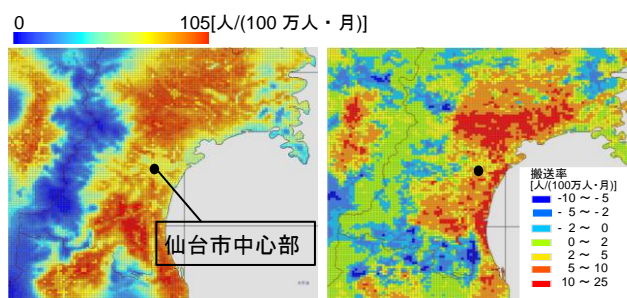 0 105[人/(100 万人・月)]
仙台市中心部
搬送率
[人/(100万人・月)]
-10 ～ - 5
- 5 ～ -2
- 2 ～ 0
0 ～ 2
2 ～ 5
5 ～ 10
10 ～ 25